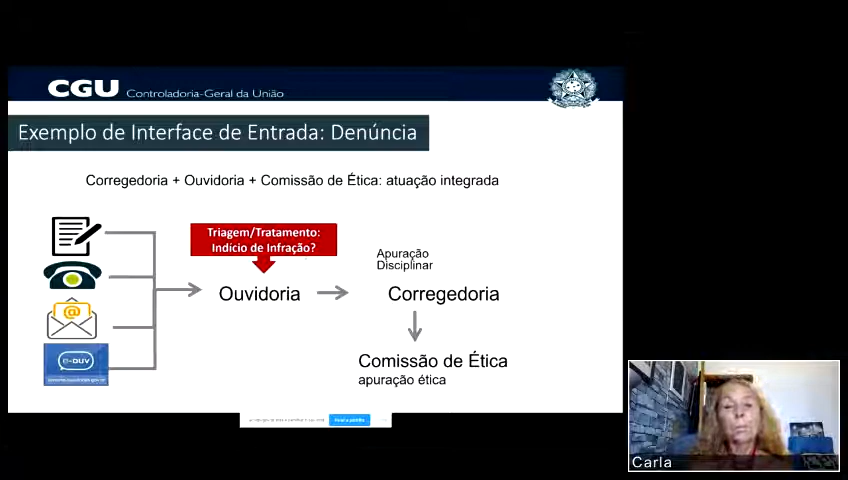 CGU Controladoria-Geral da União
Exemplo de Interface de Entrada: Denúncia
Corregedoria + Ouvidoria + Comissão de Ética: atuação integrada
Triagem/Tratamento:
Indício de Infração?
Apuração
Disciplinar
Ouvidoria
Corregedoria
@
e-OUV
Comissão de Ética
apuração ética
Carla